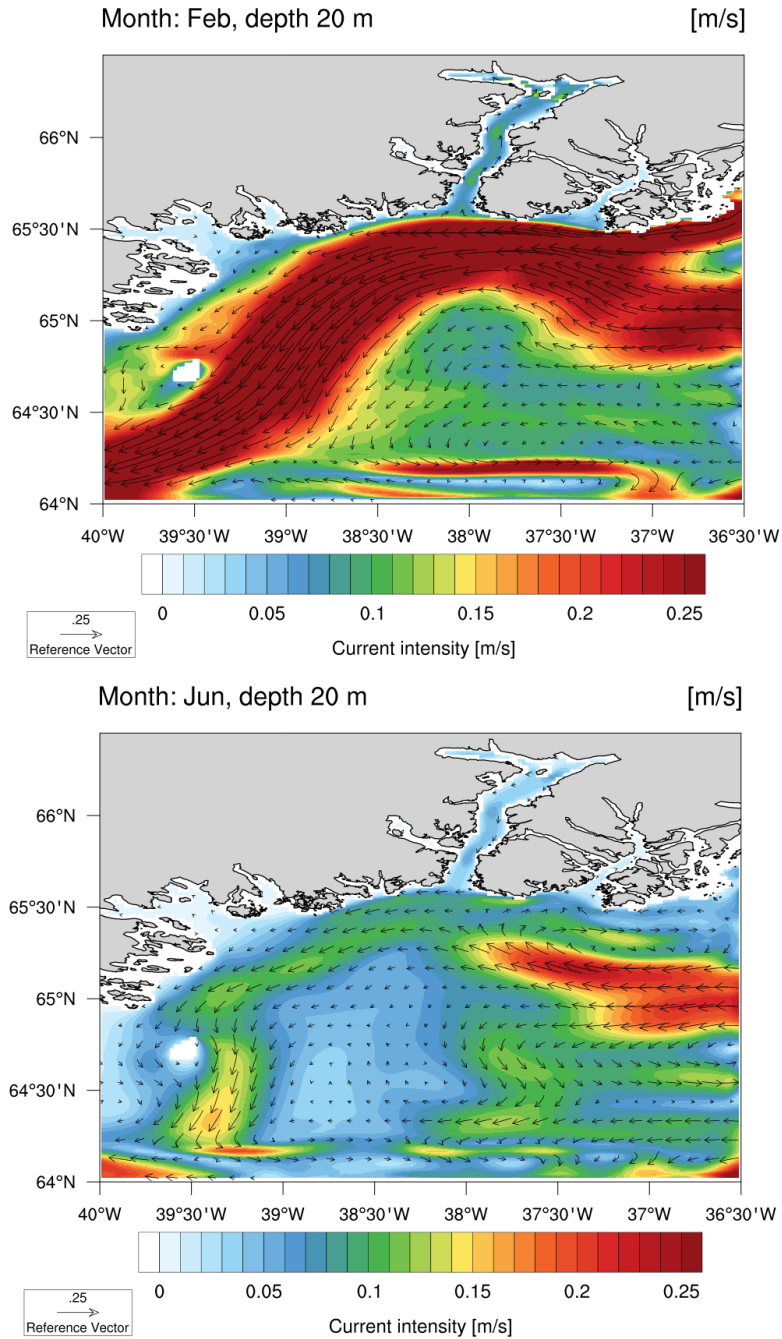 Month: Feb, depth 20 m [m/s]
66°N
65°30'N
65°N
64°30'N
64°N
40°W 39°30'W 39°W 38°30'W 38°W 37°30'W 37°W 36°30'W
0 0.05 0.1 0.15 0.2 0.25
.25
Reference Vector
Current intensity [m/s]
Month: Jun, depth 20 m [m/s]
66°N
65°30'N
65°N
64°30'N
64°N
40°W 39°30'W 39°W 38°30'W 38°W 37°30'W 37°W 36°30'W
0 0.05 0.1 0.15 0.2 0.25
.25
Reference Vector
Current intensity [m/s]